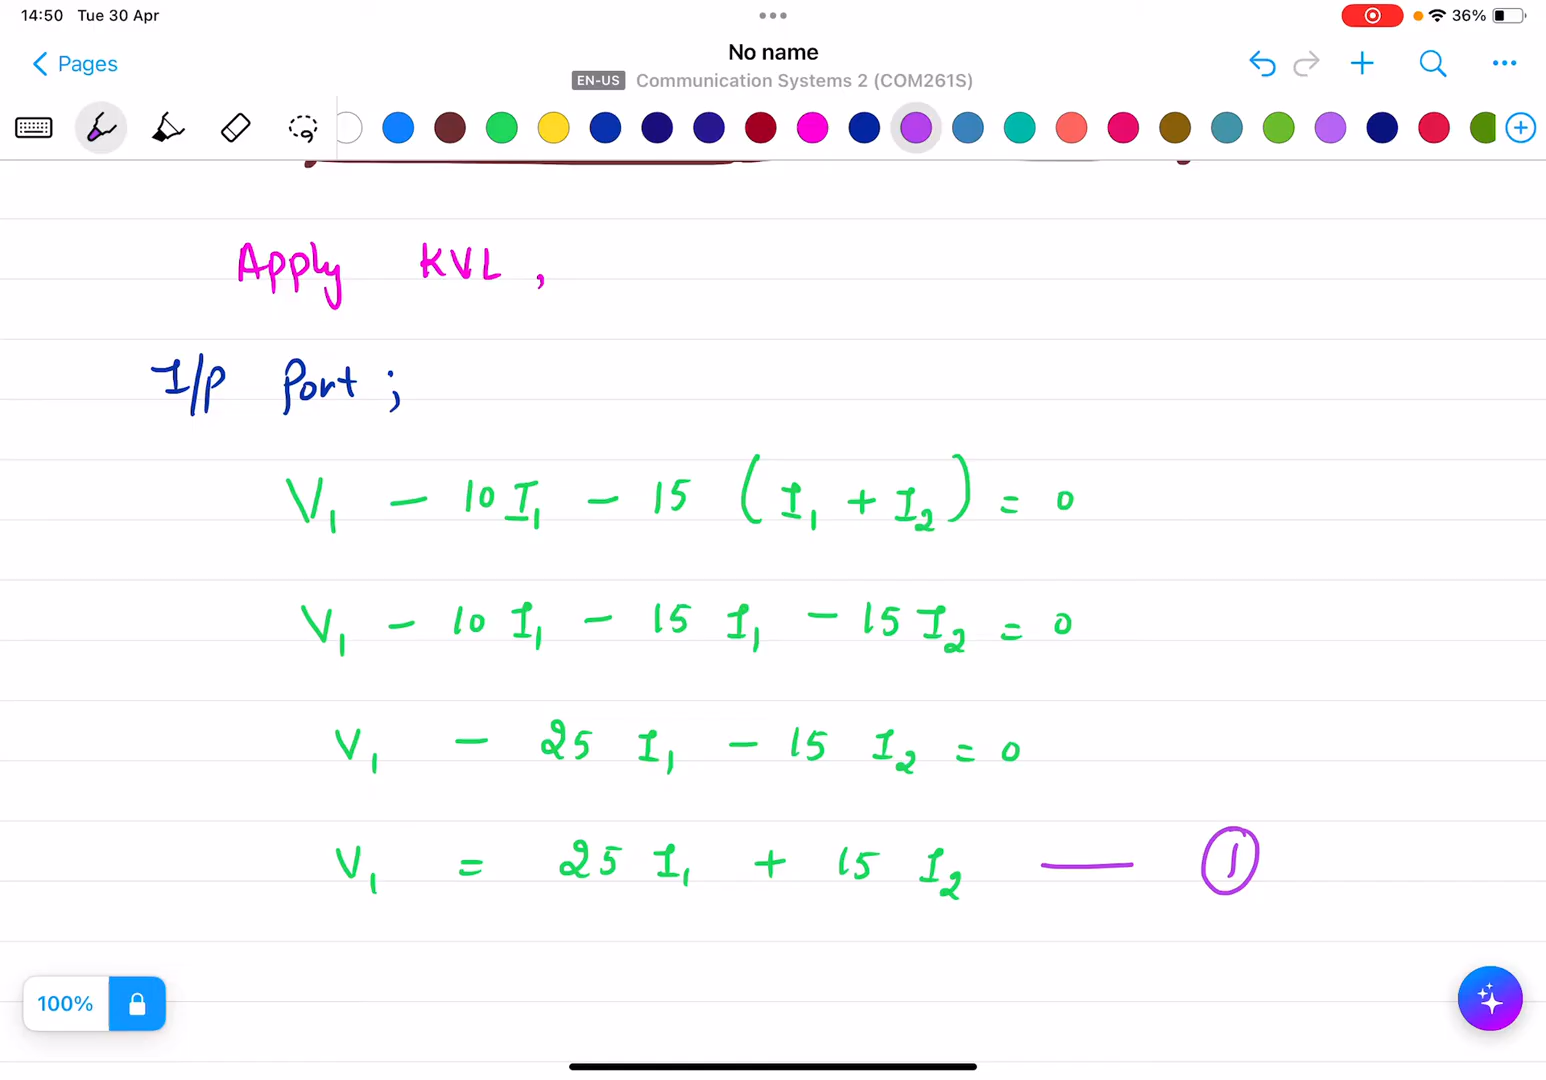 14:50 Tue 30 Apr
36%
Pages
No name
EN-US Communication Systems 2 (COM261S)
Apply KVL,
I/P Port;
V₁ - 10 I₁ - 15 (I₁ + I₂) = 0
V₁ - 10 I₁ - 15 I₁ - 15 I₂ = 0
V₁ - 25 I₁ - 15 I₂ = 0
V₁ = 25 I₁ + 15 I₂ — ①
100%